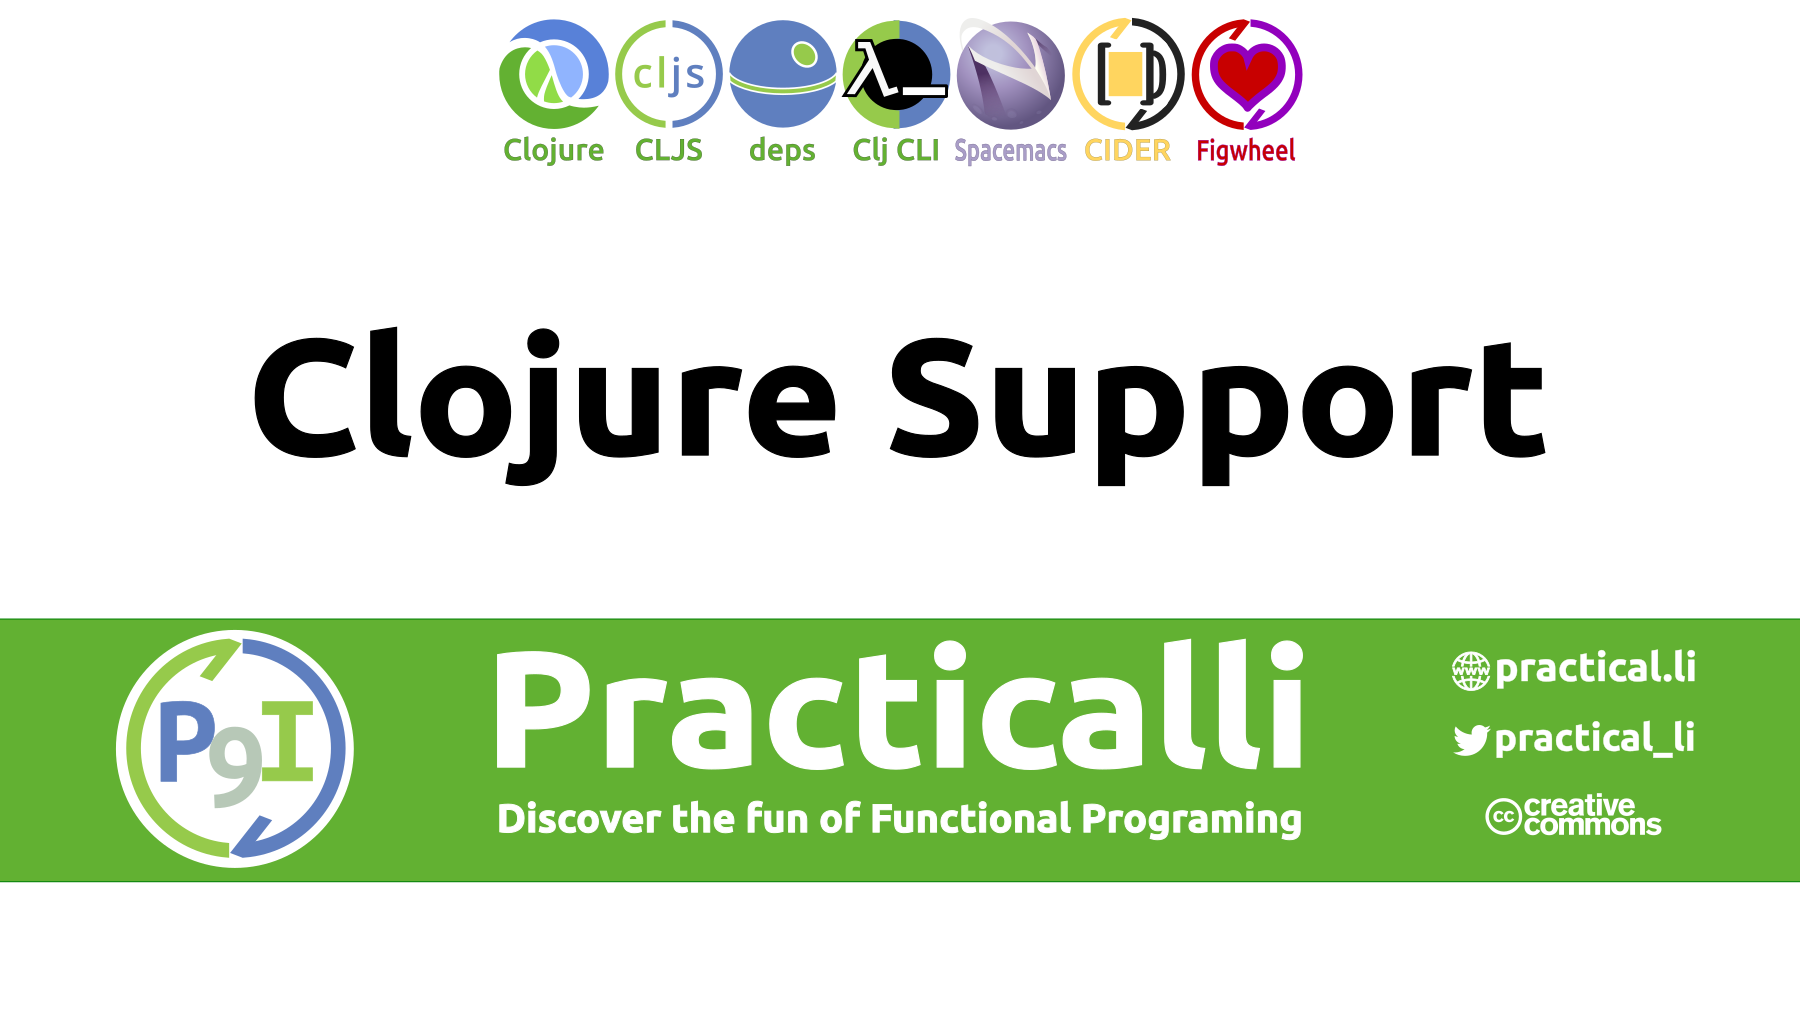 cljs
Clojure CLJS deps Clj CLI Spacemacs CIDER Figwheel
Clojure Support
P9I
Practicalli
Discover the fun of Functional Programing
www practical.li
practical_li
cc creative commons